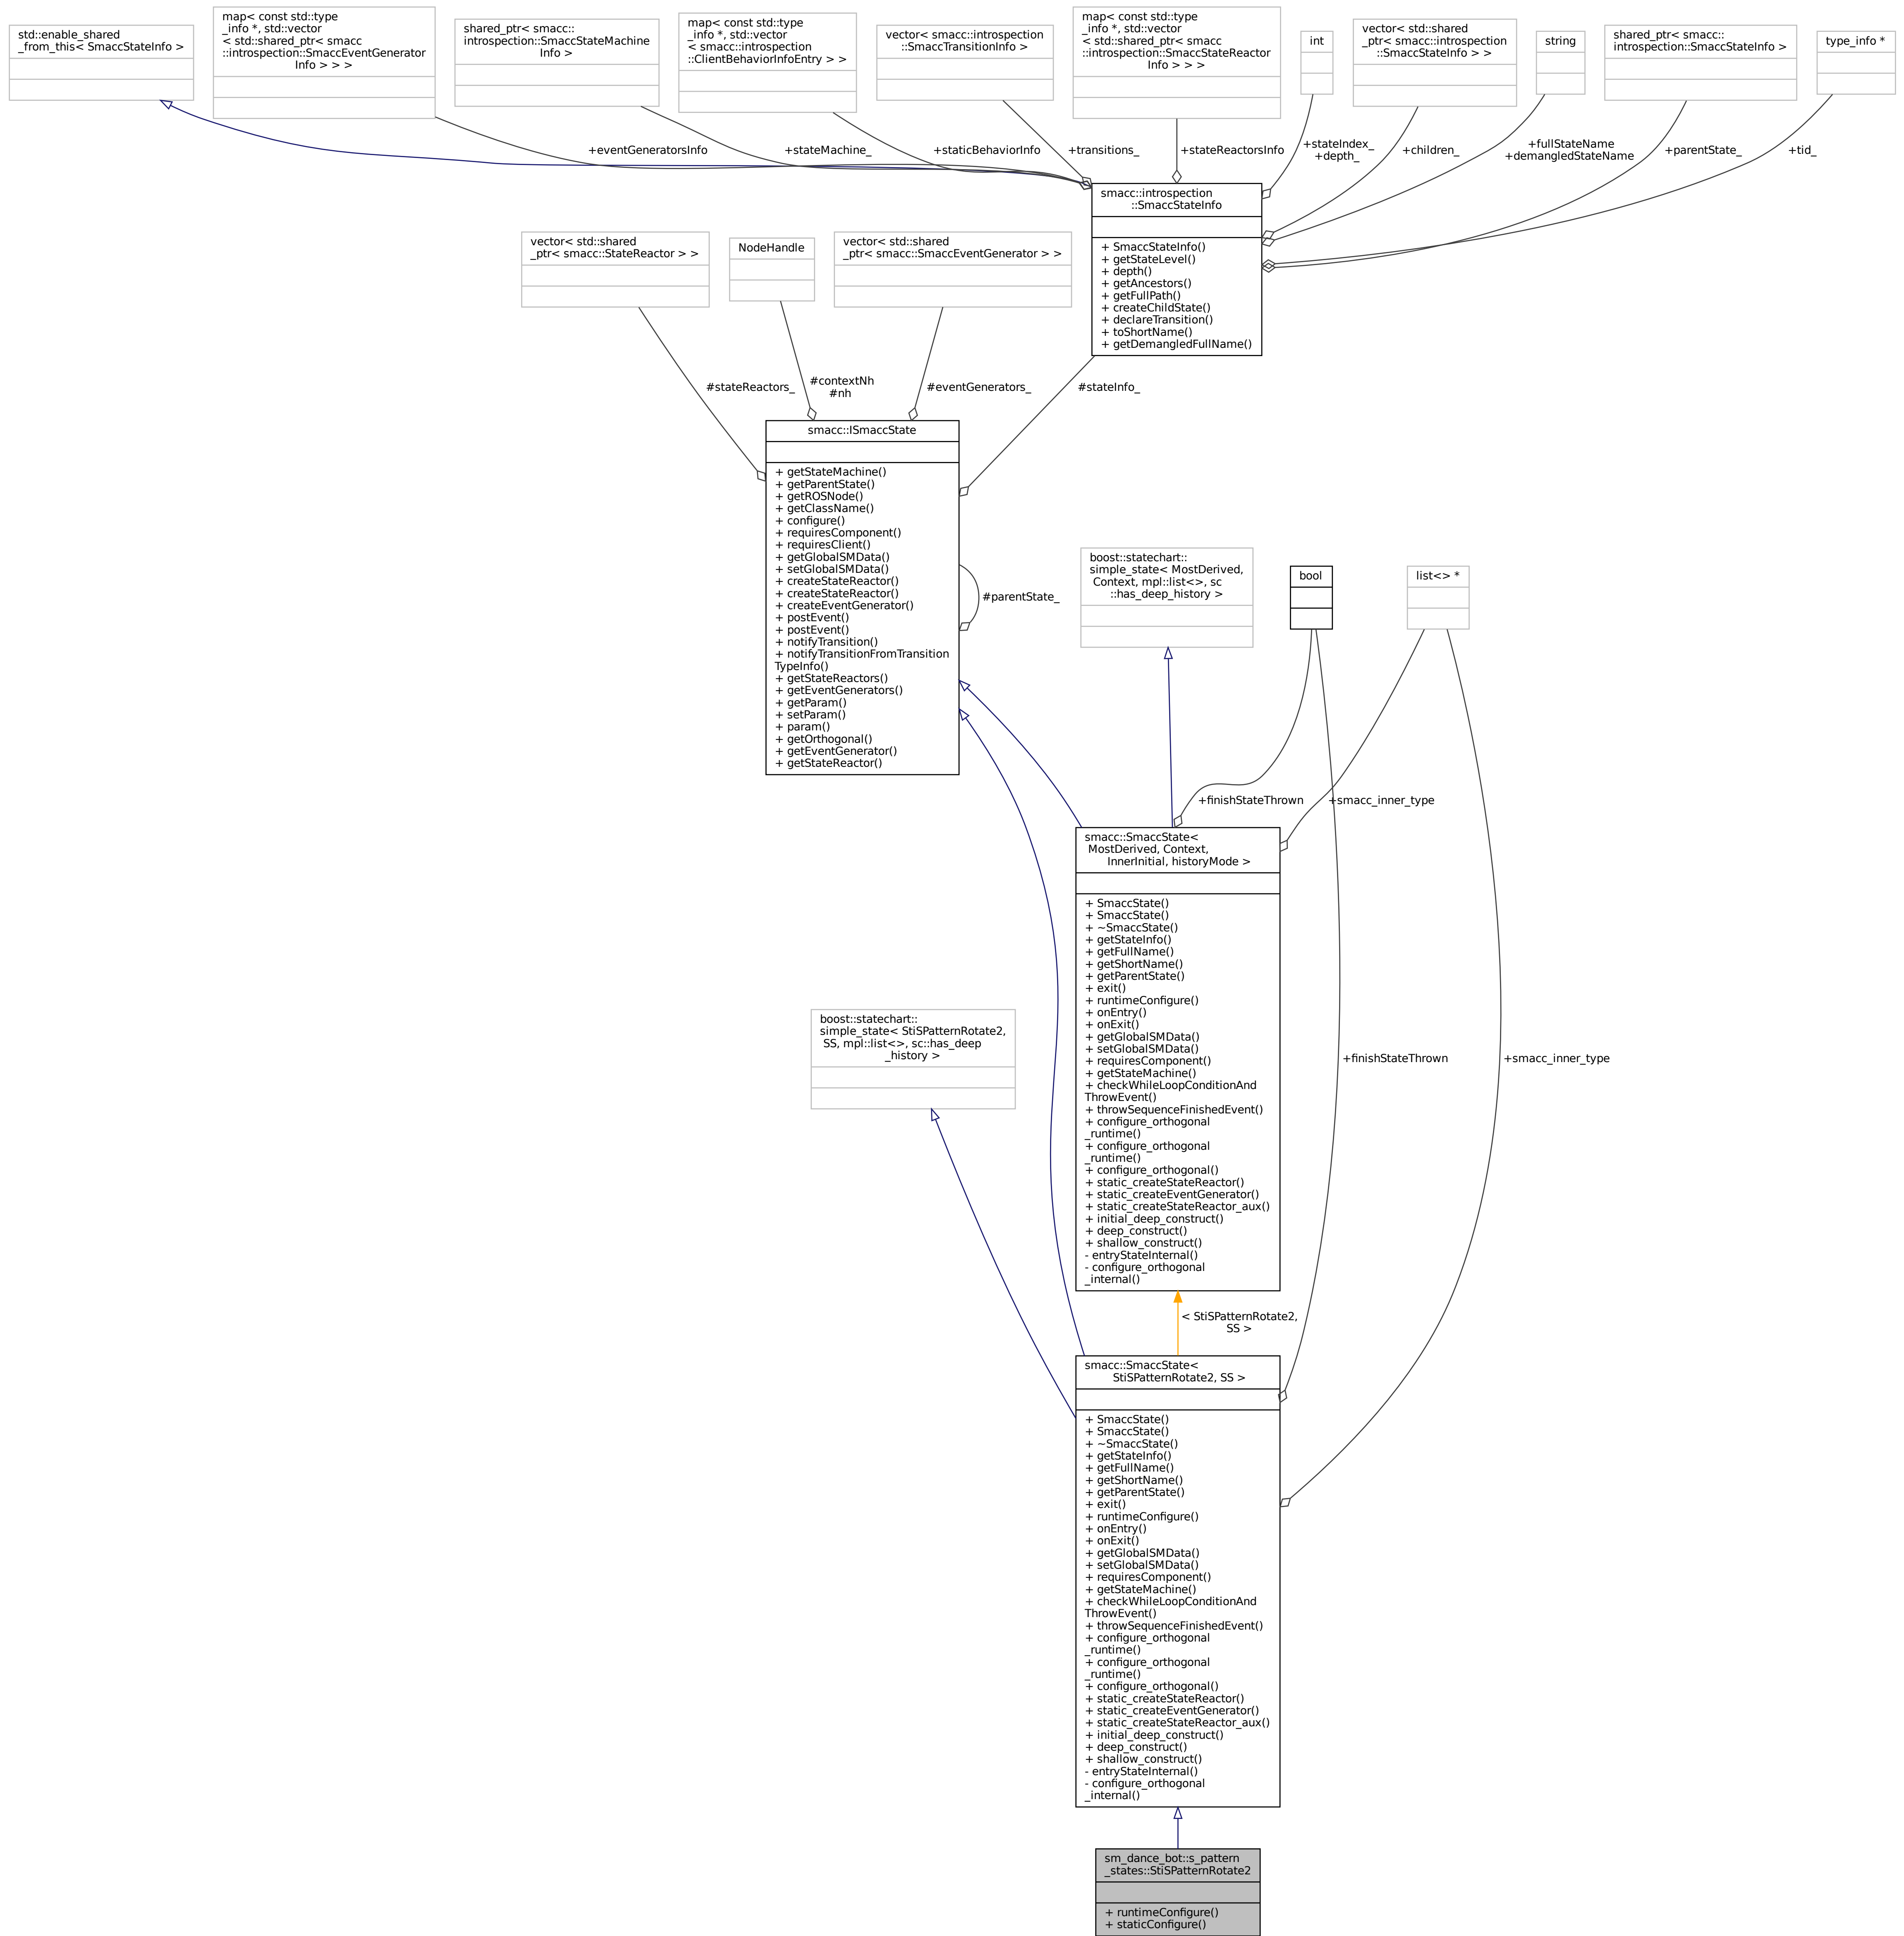 std::enable_shared
_from_this< SmaccStateInfo >
map< const std::type
_info *, std::vector
< std::shared_ptr< smacc
::introspection::SmaccEventGenerator
Info > > >
shared_ptr< smacc::
introspection::SmaccStateMachine
Info >
map< const std::type
_info *, std::vector
< smacc::introspection
::ClientBehaviorInfoEntry > >
vector< smacc::introspection
::SmaccTransitionInfo >
map< const std::type
_info *, std::vector
< std::shared_ptr< smacc
::introspection::SmaccStateReactor
Info > > >
int
vector< std::shared
_ptr< smacc::introspection
::SmaccStateInfo > >
string
shared_ptr< smacc::
introspection::SmaccStateInfo >
type_info *
+eventGeneratorsInfo
+stateMachine_
+staticBehaviorInfo
+transitions_
+stateReactorsInfo
+stateIndex_
+depth_
+children_
+fullStateName
+demangledStateName
+parentState_
+tid_
smacc::introspection
::SmaccStateInfo
+ SmaccStateInfo()
+ getStateLevel()
+ depth()
+ getAncestors()
+ getFullPath()
+ createChildState()
+ declareTransition()
+ toShortName()
+ getDemangledFullName()
vector< std::shared
_ptr< smacc::StateReactor > >
NodeHandle
vector< std::shared
_ptr< smacc::SmaccEventGenerator > >
#stateReactors_
#contextNh
#nh
#eventGenerators_
#stateInfo_
smacc::ISmaccState
+ getStateMachine()
+ getParentState()
+ getROSNode()
+ getClassName()
+ configure()
+ requiresComponent()
+ requiresClient()
+ getGlobalSMData()
+ setGlobalSMData()
+ createStateReactor()
+ createStateReactor()
+ createEventGenerator()
+ postEvent()
+ postEvent()
+ notifyTransition()
+ notifyTransitionFromTransition
TypeInfo()
+ getStateReactors()
+ getEventGenerators()
+ getParam()
+ setParam()
+ param()
+ getOrthogonal()
+ getEventGenerator()
+ getStateReactor()
#parentState_
boost::statechart::
simple_state< MostDerived,
Context, mpl::list<>, sc
::has_deep_history >
bool
list<> *
+finishStateThrown
+smacc_inner_type
smacc::SmaccState<
MostDerived, Context,
InnerInitial, historyMode >
+ SmaccState()
+ SmaccState()
+ ~SmaccState()
+ getStateInfo()
+ getFullName()
+ getShortName()
+ getParentState()
+ exit()
+ runtimeConfigure()
+ onEntry()
+ onExit()
+ getGlobalSMData()
+ setGlobalSMData()
+ requiresComponent()
+ getStateMachine()
+ checkWhileLoopConditionAnd
ThrowEvent()
+ throwSequenceFinishedEvent()
+ configure_orthogonal
_runtime()
+ configure_orthogonal
_runtime()
+ configure_orthogonal()
+ static_createStateReactor()
+ static_createEventGenerator()
+ static_createStateReactor_aux()
+ initial_deep_construct()
+ deep_construct()
+ shallow_construct()
- entryStateInternal()
- configure_orthogonal
_internal()
boost::statechart::
simple_state< StiSPatternRotate2,
SS, mpl::list<>, sc::has_deep
_history >
+finishStateThrown
+smacc_inner_type
< StiSPatternRotate2,
SS >
smacc::SmaccState<
StiSPatternRotate2, SS >
+ SmaccState()
+ SmaccState()
+ ~SmaccState()
+ getStateInfo()
+ getFullName()
+ getShortName()
+ getParentState()
+ exit()
+ runtimeConfigure()
+ onEntry()
+ onExit()
+ getGlobalSMData()
+ setGlobalSMData()
+ requiresComponent()
+ getStateMachine()
+ checkWhileLoopConditionAnd
ThrowEvent()
+ throwSequenceFinishedEvent()
+ configure_orthogonal
_runtime()
+ configure_orthogonal
_runtime()
+ configure_orthogonal()
+ static_createStateReactor()
+ static_createEventGenerator()
+ static_createStateReactor_aux()
+ initial_deep_construct()
+ deep_construct()
+ shallow_construct()
- entryStateInternal()
- configure_orthogonal
_internal()
sm_dance_bot::s_pattern
_states::StiSPatternRotate2
+ runtimeConfigure()
+ staticConfigure()